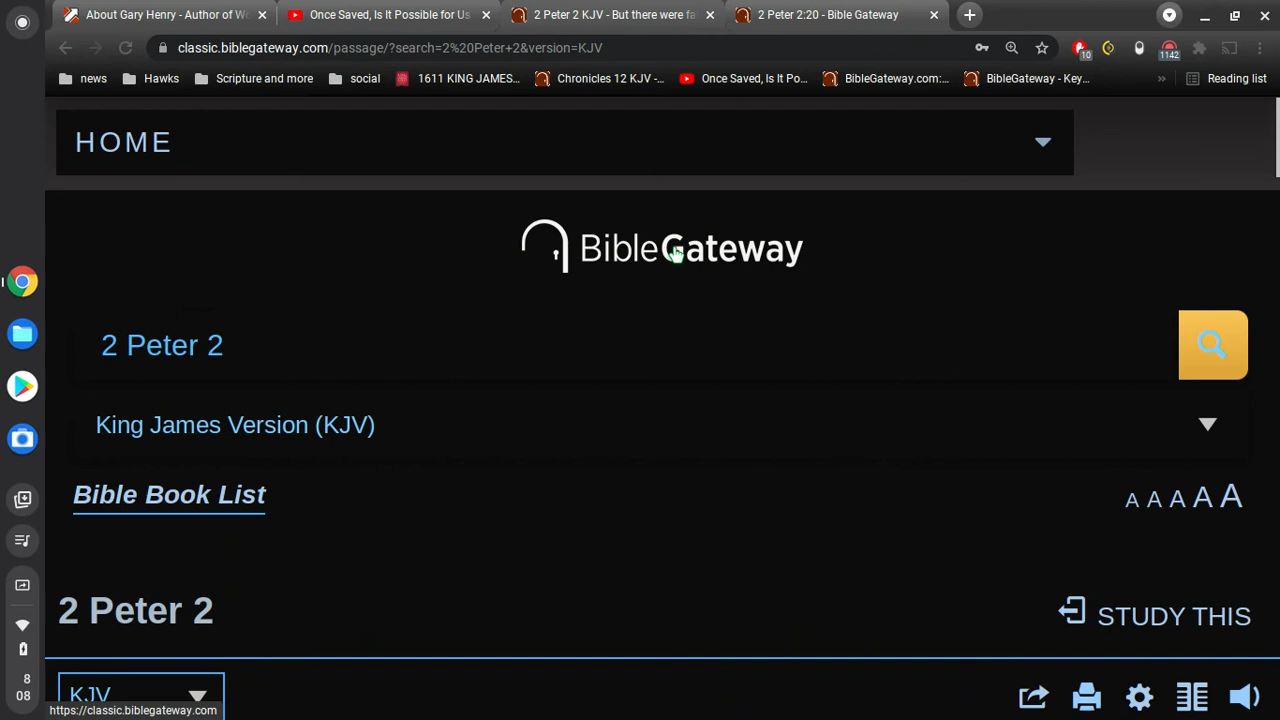 About Gary Henry - Author of Wo
Once Saved, Is It Possible for Us
2 Peter 2 KJV - But there were fa
2 Peter 2:20 - Bible Gateway
classic.biblegateway.com/passage/?search=2%20Peter+2&version=KJV
10
1142
news
Hawks
Scripture and more
social
1611 KING JAMES...
Chronicles 12 KJV -...
Once Saved, Is It Po...
BibleGateway.com:...
BibleGateway - Key...
»
Reading list
HOME
BibleGateway
2 Peter 2
King James Version (KJV)
Bible Book List
A A A A A
2 Peter 2
STUDY THIS
KJV
https://classic.biblegateway.com
8
08